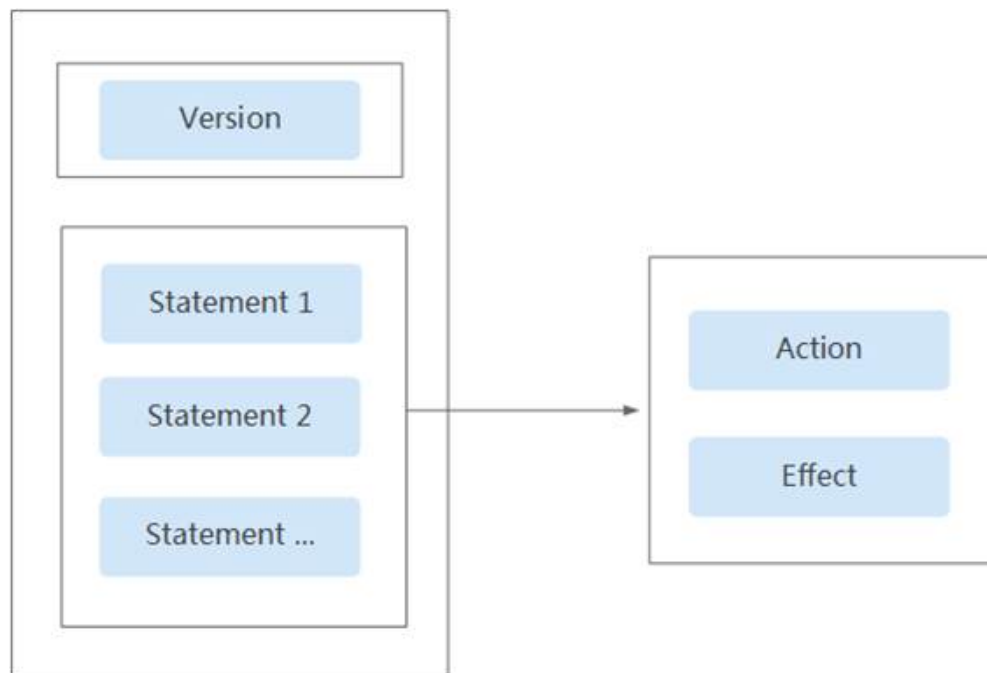 Version
Statement 1
Statement 2
Statement ...
Action
Effect